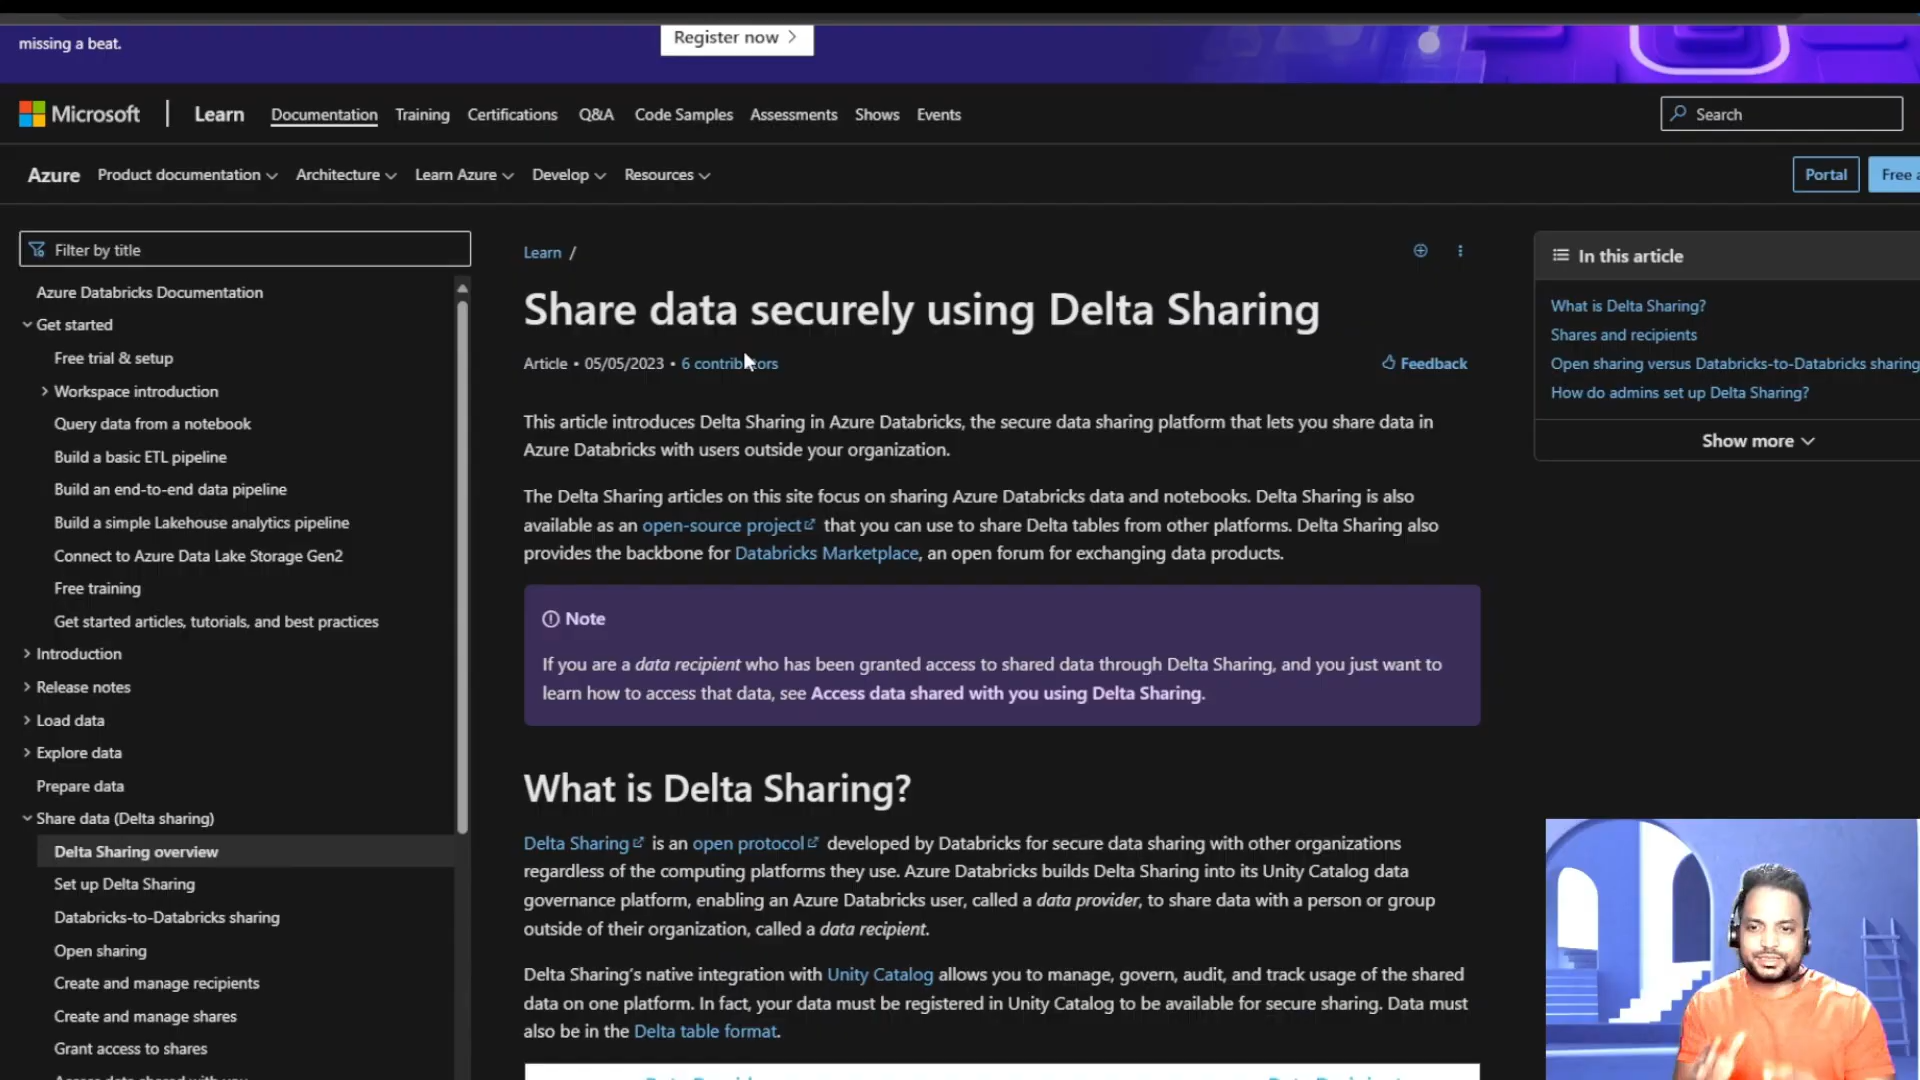 missing a beat.
Register now
Microsoft
Learn
Documentation
Training
Certifications
Q&A
Code Samples
Assessments
Shows
Events
Search
Azure
Product documentation
Architecture
Learn Azure
Develop
Resources
Portal
Free
Filter by title
Azure Databricks Documentation
Get started
Free trial & setup
Workspace introduction
Query data from a notebook
Build a basic ETL pipeline
Build an end-to-end data pipeline
Build a simple Lakehouse analytics pipeline
Connect to Azure Data Lake Storage Gen2
Free training
Get started articles, tutorials, and best practices
Introduction
Release notes
Load data
Explore data
Prepare data
Share data (Delta sharing)
Delta Sharing overview
Set up Delta Sharing
Databricks-to-Databricks sharing
Open sharing
Create and manage recipients
Create and manage shares
Grant access to shares
Learn /
Share data securely using Delta Sharing
Article • 05/05/2023 • 6 contributors
Feedback
This article introduces Delta Sharing in Azure Databricks, the secure data sharing platform that lets you share data in
Azure Databricks with users outside your organization.
The Delta Sharing articles on this site focus on sharing Azure Databricks data and notebooks. Delta Sharing is also
available as an open-source project that you can use to share Delta tables from other platforms. Delta Sharing also
provides the backbone for Databricks Marketplace, an open forum for exchanging data products.
Note
If you are a data recipient who has been granted access to shared data through Delta Sharing, and you just want to
learn how to access that data, see Access data shared with you using Delta Sharing.
What is Delta Sharing?
Delta Sharing is an open protocol developed by Databricks for secure data sharing with other organizations
regardless of the computing platforms they use. Azure Databricks builds Delta Sharing into its Unity Catalog data
governance platform, enabling an Azure Databricks user, called a data provider, to share data with a person or group
outside of their organization, called a data recipient.
Delta Sharing's native integration with Unity Catalog allows you to manage, govern, audit, and track usage of the shared
data on one platform. In fact, your data must be registered in Unity Catalog to be available for secure sharing. Data must
also be in the Delta table format.
In this article
What is Delta Sharing?
Shares and recipients
Open sharing versus Databricks-to-Databricks sharing
How do admins set up Delta Sharing?
Show more